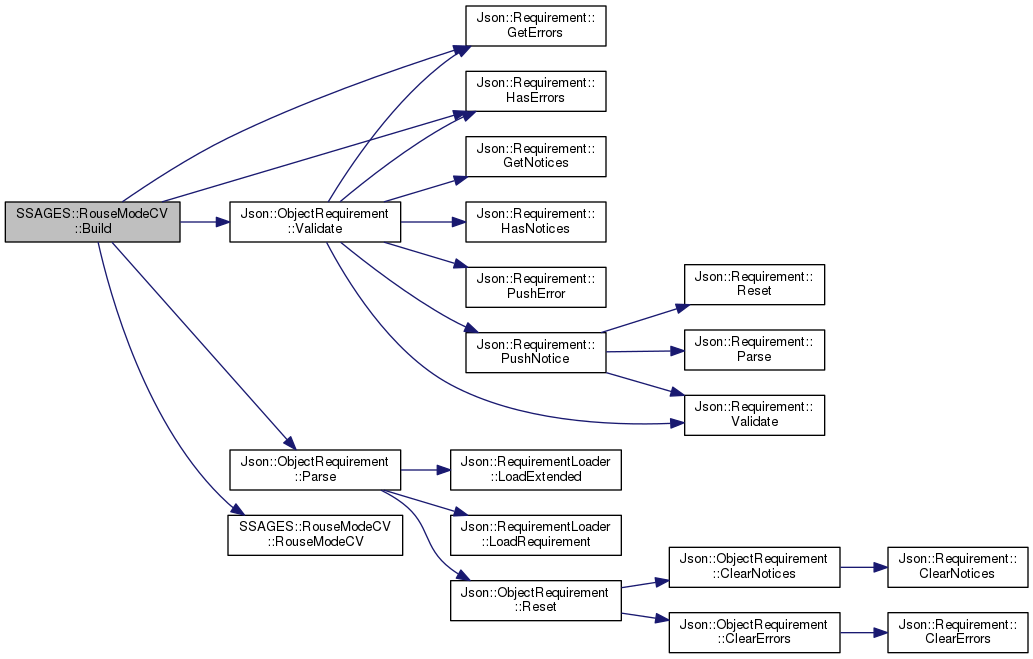 Json::Requirement::
GetErrors
Json::Requirement::
HasErrors
Json::Requirement::
GetNotices
SSAGES::RouseModeCV
::Build
Json::ObjectRequirement
::Validate
Json::Requirement::
HasNotices
Json::Requirement::
PushError
Json::Requirement::
Reset
Json::Requirement::
PushNotice
Json::Requirement::
Parse
Json::Requirement::
Validate
Json::ObjectRequirement
::Parse
Json::RequirementLoader
::LoadExtended
SSAGES::RouseModeCV
::RouseModeCV
Json::RequirementLoader
::LoadRequirement
Json::ObjectRequirement
::Reset
Json::ObjectRequirement
::ClearNotices
Json::Requirement::
ClearNotices
Json::ObjectRequirement
::ClearErrors
Json::Requirement::
ClearErrors